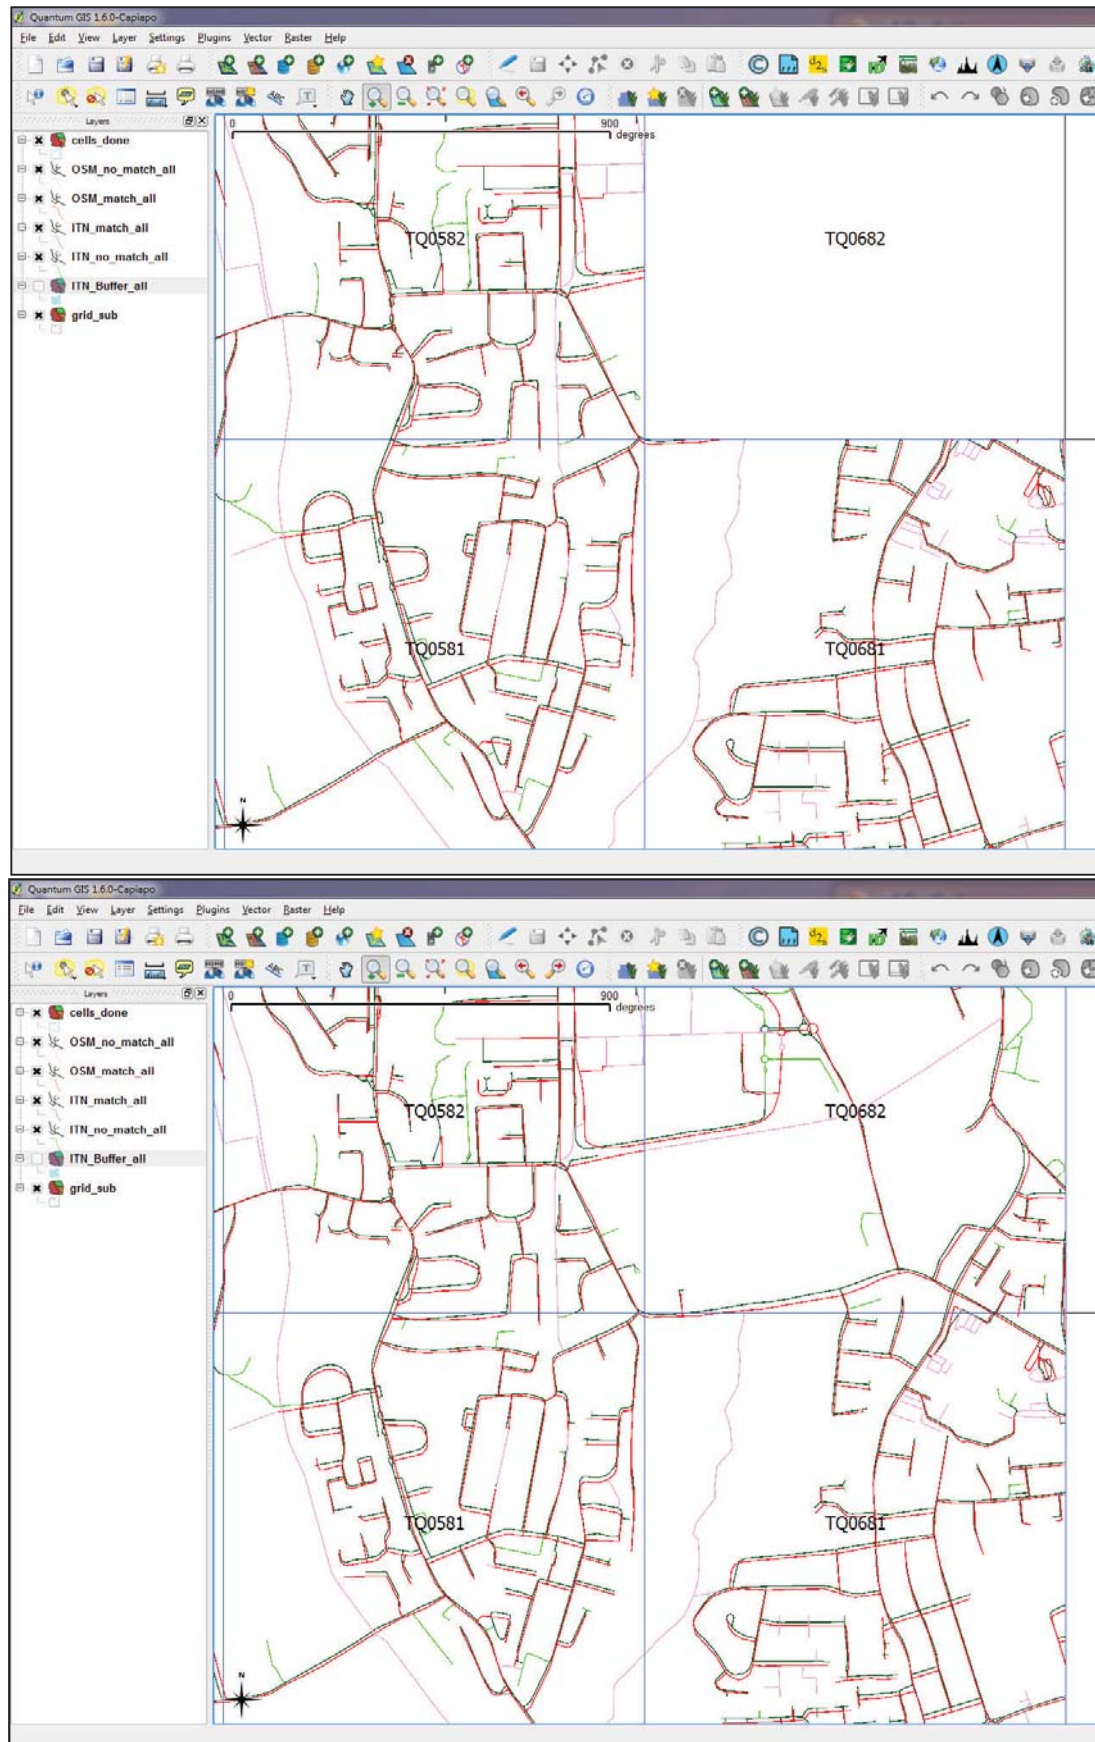 Quantum GIS 1.6.0-Capiapo
File Edit View Layer Settings Plugins Vector Raster Help
Layers
cells_done
OSM_no_match_all
OSM_match_all
ITN_match_all
ITN_no_match_all
ITN_Buffer_all
grid_sub
0 900
degrees
TQ0582 TQ0682
TQ0581 TQ0681
N
Quantum GIS 1.6.0-Capiapo
File Edit View Layer Settings Plugins Vector Raster Help
Layers
cells_done
OSM_no_match_all
OSM_match_all
ITN_match_all
ITN_no_match_all
ITN_Buffer_all
grid_sub
0 900
degrees
TQ0582 TQ0682
TQ0581 TQ0681
N